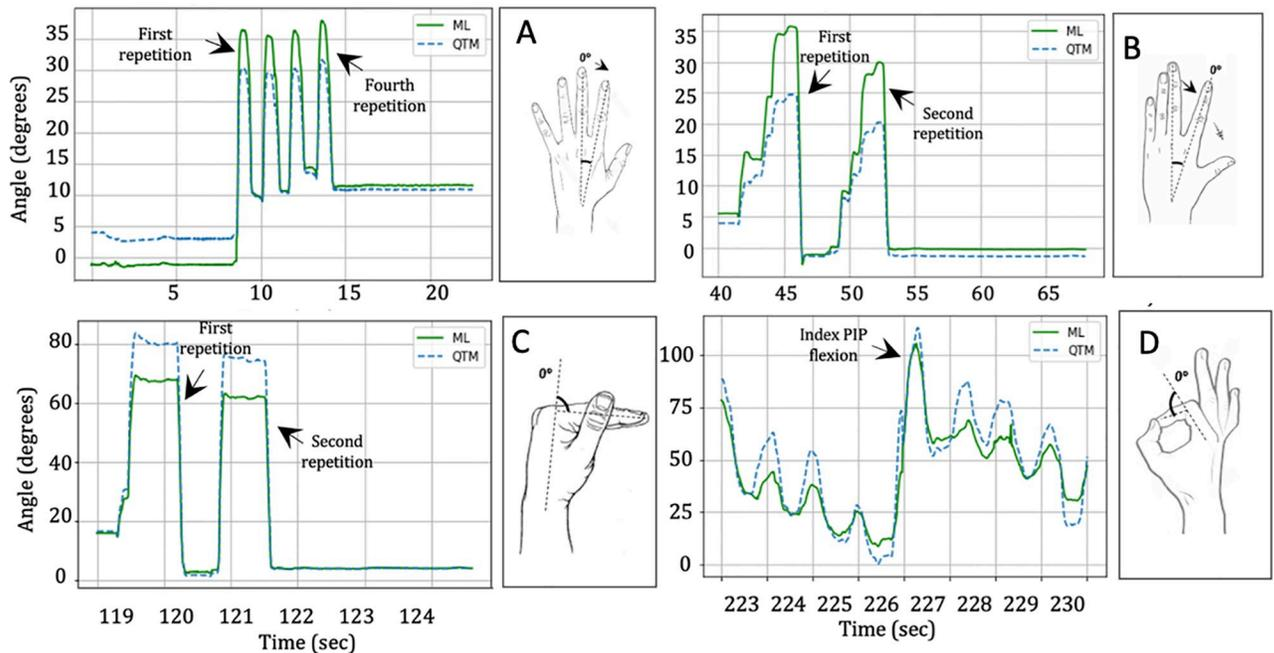 ML
QTM
First
repetition
Fourth
repetition
35
30
25
20
15
10
5
0
5
10
15
20
Angle (degrees)
A
0°
ML
QTM
First
repetition
Second
repetition
35
30
25
20
15
10
5
0
40
45
50
55
60
65
B
0°
ML
QTM
First
repetition
Second
repetition
80
60
40
20
0
119
120
121
122
123
124
Angle (degrees)
Time (sec)
C
0°
ML
QTM
Index PIP
flexion
100
75
50
25
0
223
224
225
226
227
228
229
230
Time (sec)
D
0°